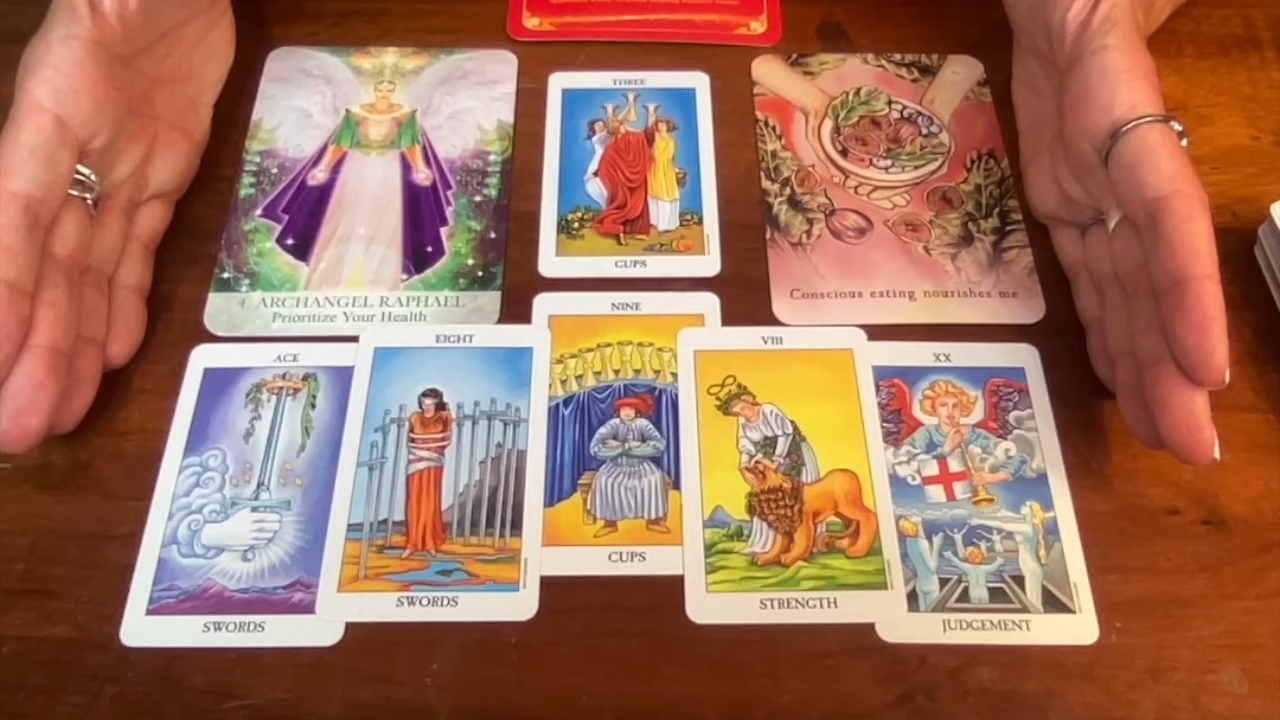 THREE
CUPS
4. ARCHANGEL RAPHAEL
Prioritize Your Health
Conscious eating nourishes me
NINE
CUPS
ACE
SWORDS
EIGHT
SWORDS
VIII
STRENGTH
XX
JUDGEMENT